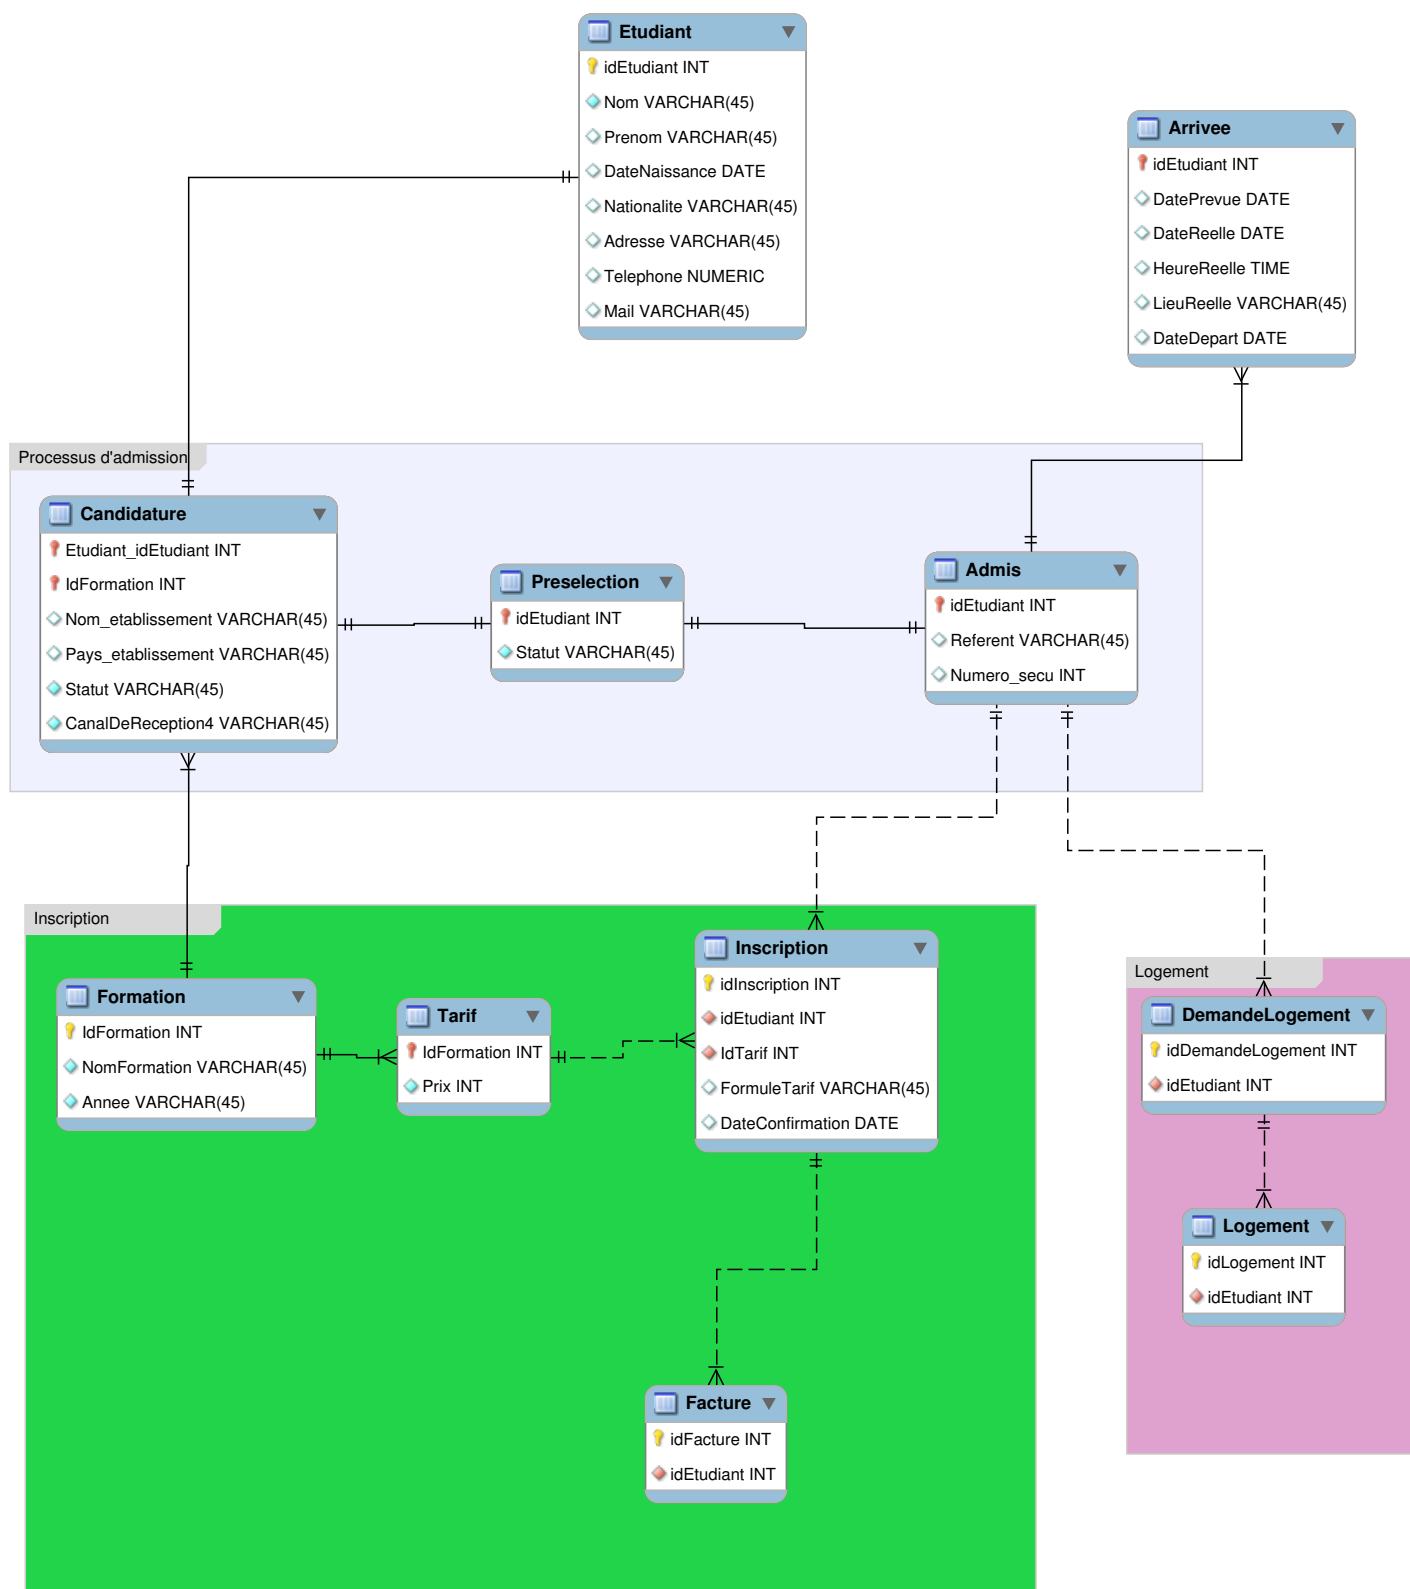 Etudiant
idEtudiant INT
Nom VARCHAR(45)
Prenom VARCHAR(45)
DateNaissance DATE
Nationalite VARCHAR(45)
Adresse VARCHAR(45)
Telephone NUMERIC
Mail VARCHAR(45)
Arrivee
idEtudiant INT
DatePrevue DATE
DateReelle DATE
HeureReelle TIME
LieuReelle VARCHAR(45)
DateDepart DATE
Processus d'admission
Candidature
Etudiant_idEtudiant INT
IdFormation INT
Nom_etablissement VARCHAR(45)
Pays_etablissement VARCHAR(45)
Statut VARCHAR(45)
CanalDeReception4 VARCHAR(45)
Preselection
idEtudiant INT
Statut VARCHAR(45)
Admis
idEtudiant INT
Referent VARCHAR(45)
Numero_secu INT
Inscription
Formation
IdFormation INT
NomFormation VARCHAR(45)
Annee VARCHAR(45)
Tarif
IdFormation INT
Prix INT
Inscription
idInscription INT
idEtudiant INT
IdTarif INT
FormuleTarif VARCHAR(45)
DateConfirmation DATE
Facture
idFacture INT
idEtudiant INT
Logement
DemandeLogement
idDemandeLogement INT
idEtudiant INT
Logement
idLogement INT
idEtudiant INT